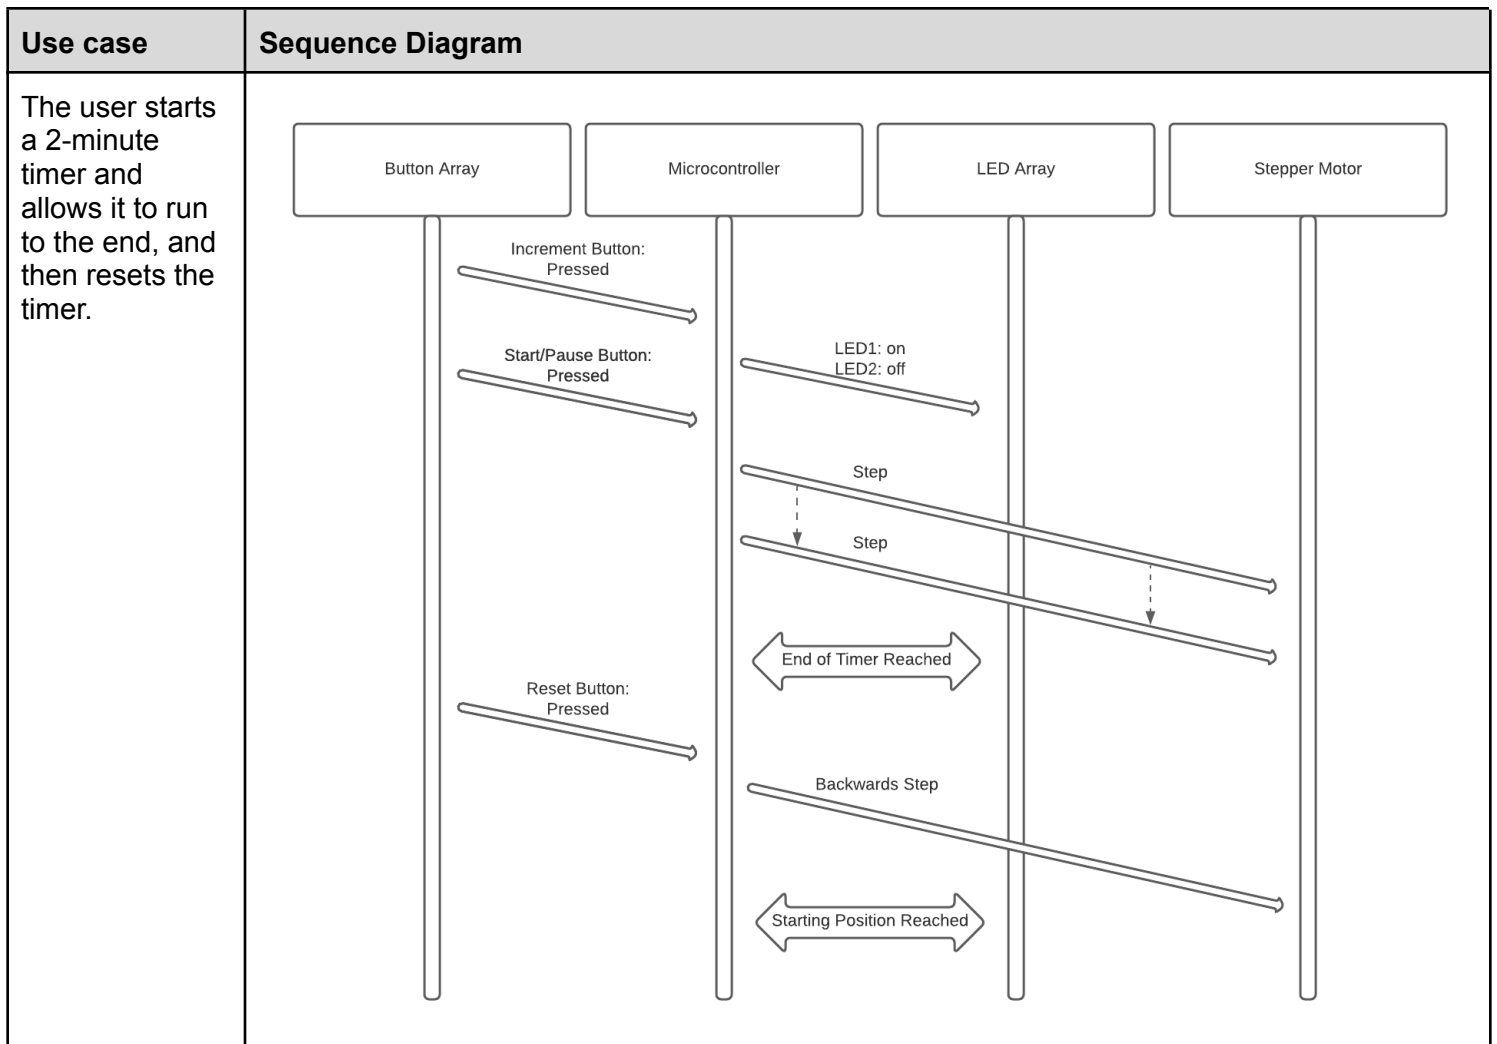 Use case
Sequence Diagram
The user starts
a 2-minute
timer and
allows it to run
to the end, and
then resets the
timer.
Button Array
Microcontroller
LED Array
Stepper Motor
Increment Button:
Pressed
Start/Pause Button:
Pressed
LED1: on
LED2: off
Step
Step
End of Timer Reached
Reset Button:
Pressed
Backwards Step
Starting Position Reached